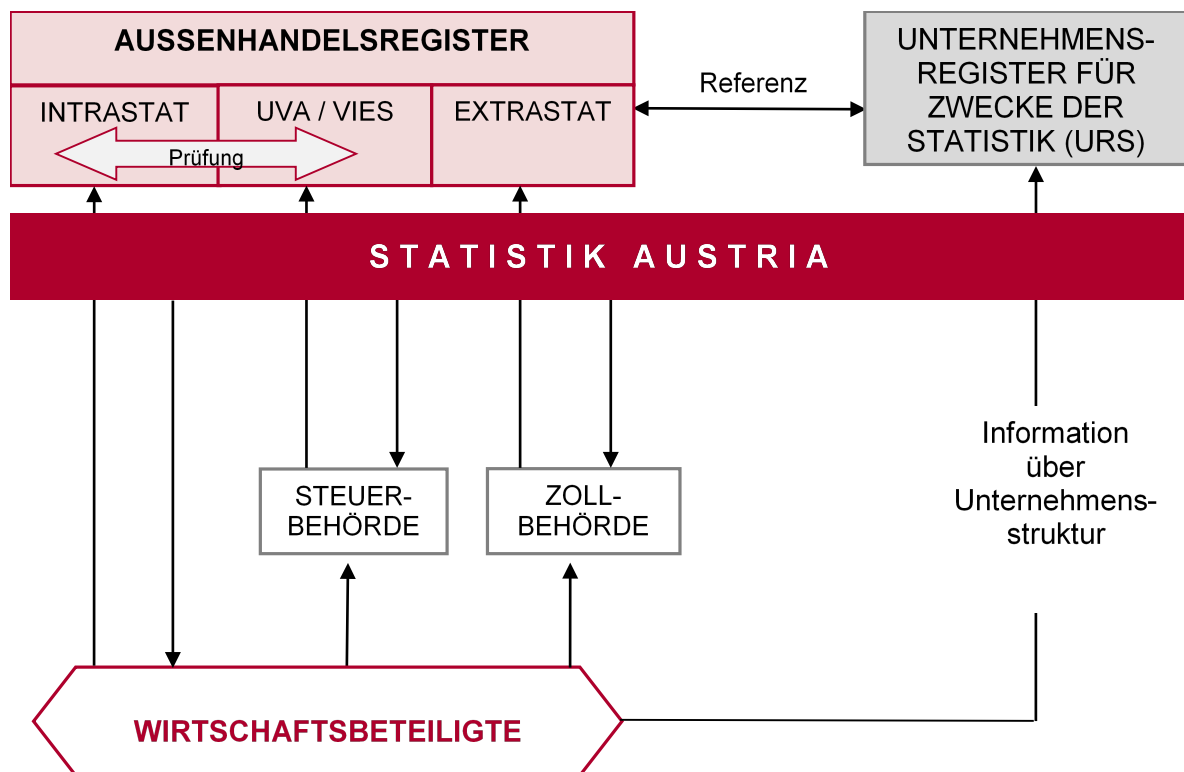 AUSSENHANDELSREGISTER
INTRASTAT
UVA / VIES
EXTRASTAT
Prüfung
Referenz
UNTERNEHMENS-
REGISTER FÜR
ZWECKE DER
STATISTIK (URS)
STATISTIK AUSTRIA
STEUER-
BEHÖRDE
ZOLL-
BEHÖRDE
Information
über
Unternehmens-
struktur
WIRTSCHAFTSBETEILIGTE